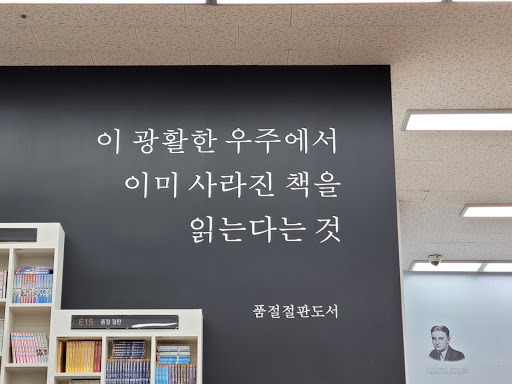 이 광활한 우주에서
이미 사라진 책을
읽는다는 것
품절절판도서
E15 품절 절판